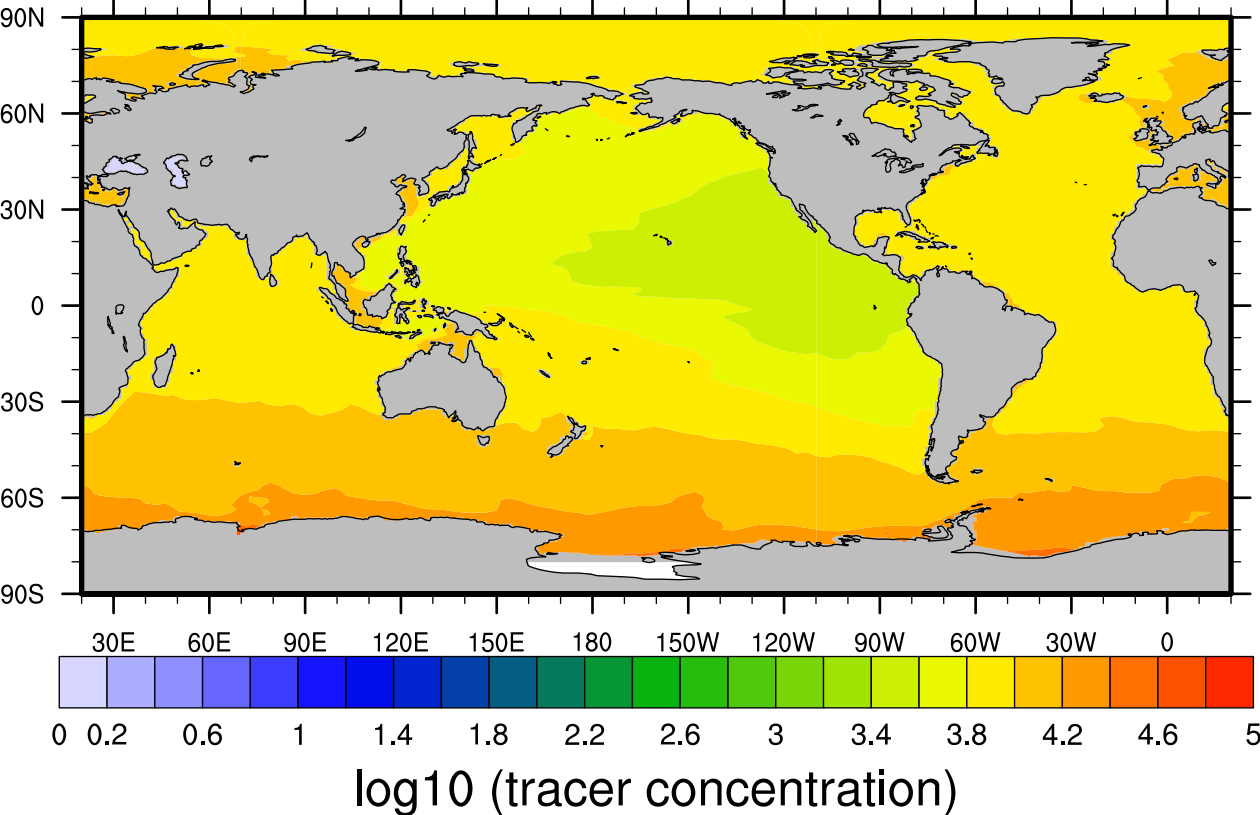 90N
60N
30N
0
30S
60S
90S
30E 60E 90E 120E 150E 180 150W 120W 90W 60W 30W 0
0 0.2 0.6 1 1.4 1.8 2.2 2.6 3 3.4 3.8 4.2 4.6 5
log10 (tracer concentration)